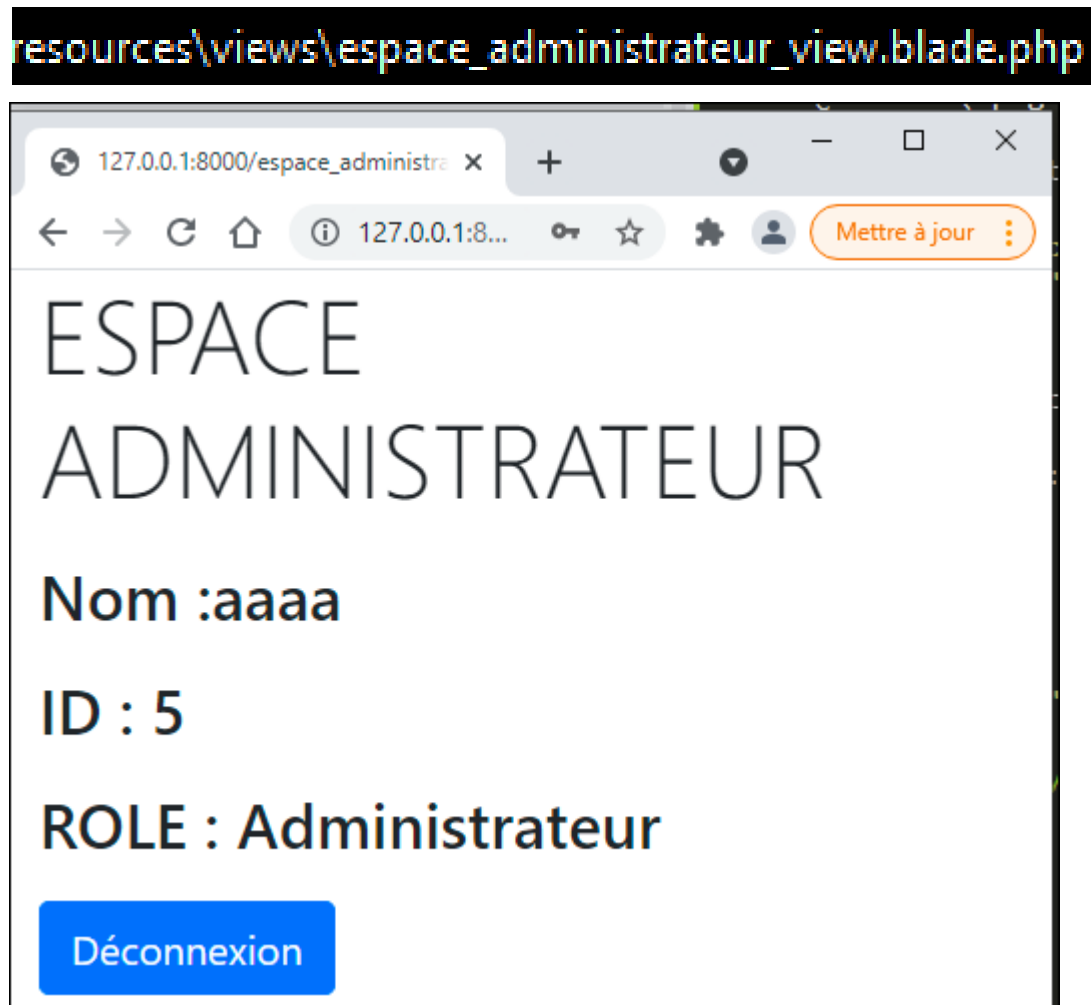 resources\views\espace_administrateur_view.blade.php
127.0.0.1:8000/espace_administra
127.0.0.1:8...
Mettre à jour
ESPACE
ADMINISTRATEUR
Nom :aaaa
ID : 5
ROLE : Administrateur
Déconnexion